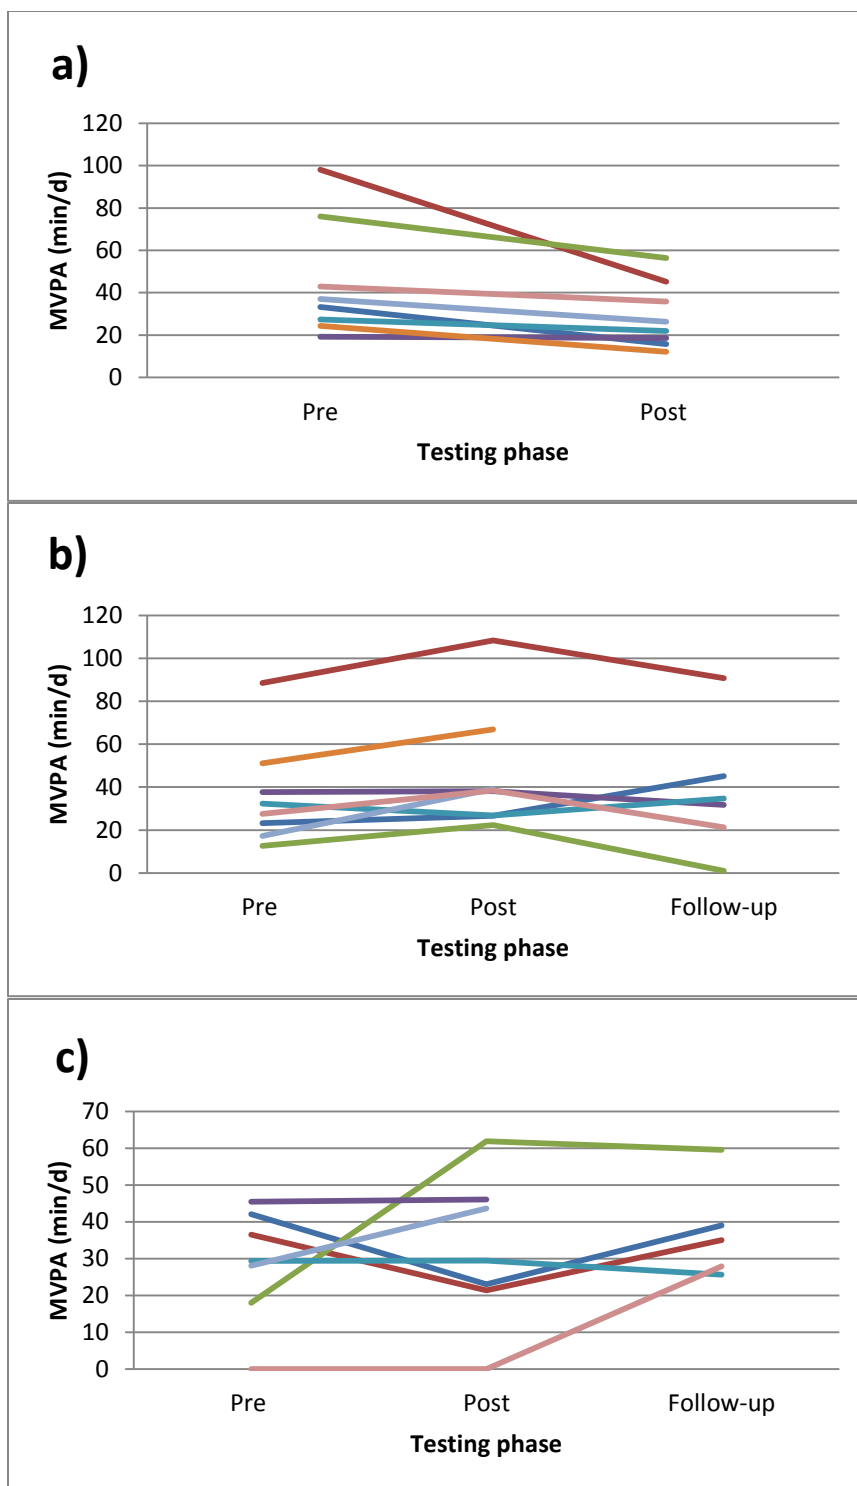 a)
MVPA (min/d)
120
100
80
60
40
20
0
Pre Post
Testing phase
b)
MVPA (min/d)
120
100
80
60
40
20
0
Pre Post Follow-up
Testing phase
c)
MVPA (min/d)
70
60
50
40
30
20
10
0
Pre Post Follow-up
Testing phase